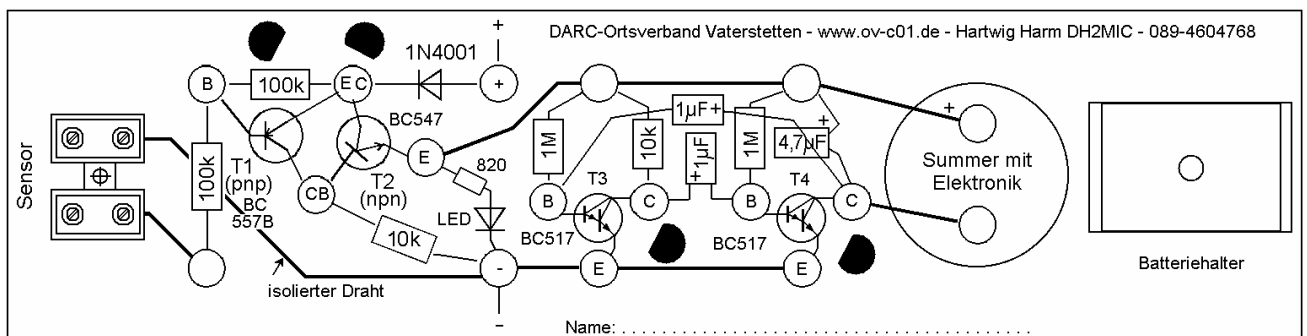 DARC-Ortsverband Vaterstetten - www.ov-c01.de - Hartwig Harm DH2MIC - 089-4604768
Sensor
B
100k
E C
1N4001
+
+
100k
T1
(pnp)
BC
557B
BC547
T2
(npn)
CB
E
820
LED
10k
-
−
isolierter Draht
1M
10k
1µF+
+1µF
1M
4,7µF
+
B
T3
C
BC517
E
B
T4
C
BC517
E
+
Summer mit
Elektronik
Batteriehalter
Name: . . . . . . . . . . . . . . . . . . . . . . . . . . . . . . . . . . . . . . . . .